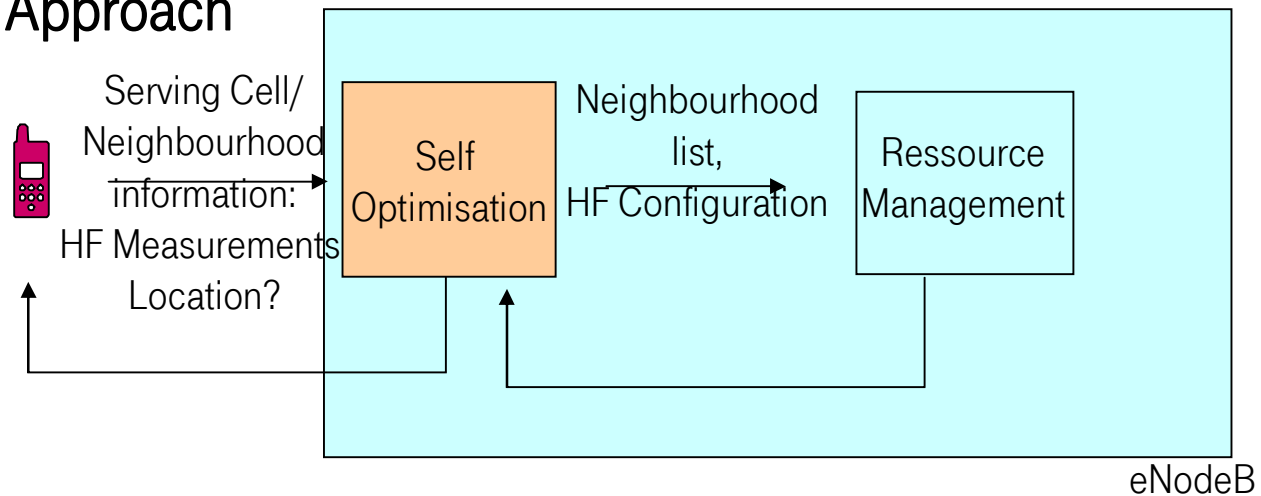 Approach
Serving Cell/
Neighbourhood
information:
HF Measurements
Location?
Self
Optimisation
Neighbourhood
list,
HF Configuration
Ressource
Management
eNodeB